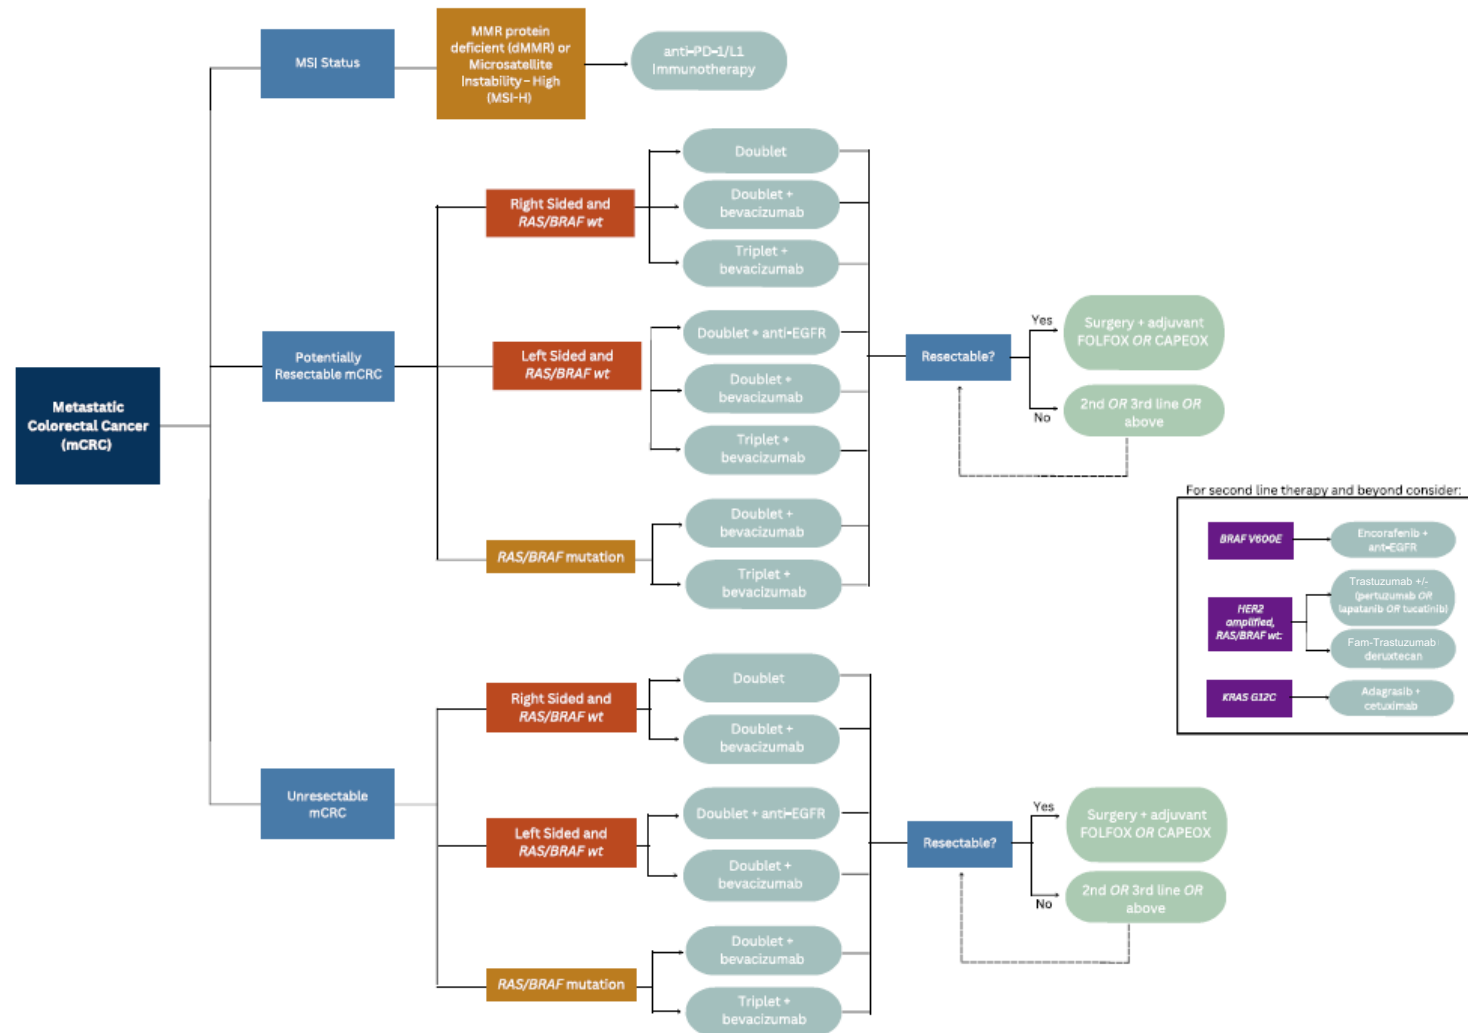 MSI Status
MMR protein
deficient (dMMR) or
Microsatellite
Instability – High
(MSI-H)
anti-PD-1/L1
Immunotherapy
Metastatic
Colorectal Cancer
(mCRC)
Potentially
Resectable mCRC
Right Sided and
RAS/BRAF wt
Doublet
Doublet +
bevacizumab
Triplet +
bevacizumab
Left Sided and
RAS/BRAF wt
Doublet + anti-EGFR
Doublet +
bevacizumab
Triplet +
bevacizumab
RAS/BRAF mutation
Doublet +
bevacizumab
Triplet +
bevacizumab
Resectable?
Yes
Surgery + adjuvant
FOLFOX OR CAPEOX
No
2nd OR 3rd line OR
above
For second line therapy and beyond consider:
BRAF V600E
Encorafenib +
ant-EGFR
HER2
amplified,
RAS/BRAF wt:
Trastuzumab +/-
(pertuzumab OR
lapatanib OR tucatinib)
Fam-Trastuzumab
deruxtecan
KRAS G12C
Adagrasib +
cetuximab
Unresectable
mCRC
Right Sided and
RAS/BRAF wt
Doublet
Doublet +
bevacizumab
Left Sided and
RAS/BRAF wt
Doublet + anti-EGFR
Doublet +
bevacizumab
RAS/BRAF mutation
Doublet +
bevacizumab
Triplet +
bevacizumab
Resectable?
Yes
Surgery + adjuvant
FOLFOX OR CAPEOX
No
2nd OR 3rd line OR
above